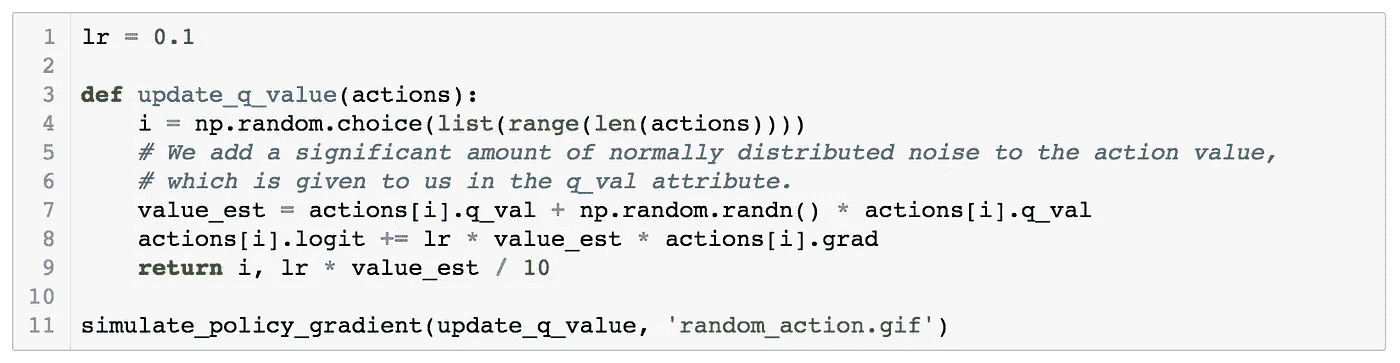 1 lr = 0.1
2
3 def update_q_value(actions):
4     i = np.random.choice(list(range(len(actions))))
5     # We add a significant amount of normally distributed noise to the action value,
6     # which is given to us in the q_val attribute.
7     value_est = actions[i].q_val + np.random.randn() * actions[i].q_val
8     actions[i].logit += lr * value_est * actions[i].grad
9     return i, lr * value_est / 10
10
11 simulate_policy_gradient(update_q_value, 'random_action.gif')